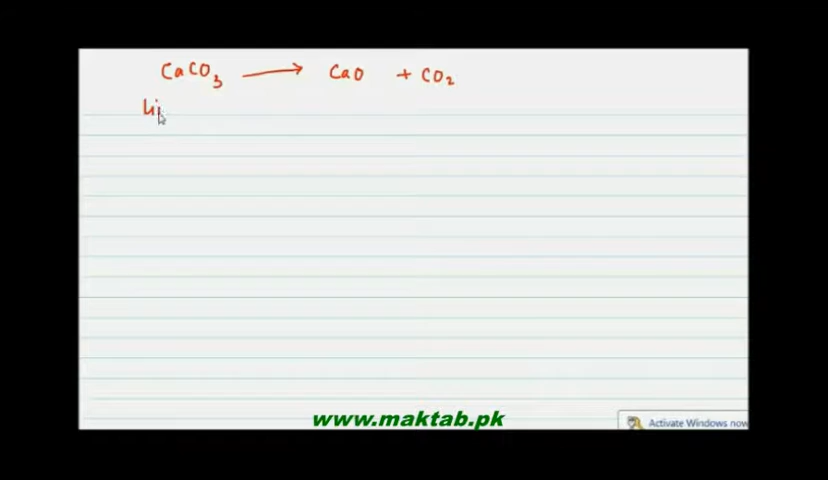 CaCO₃ → CaO + CO₂
Li
www.maktab.pk
Activate Windows now